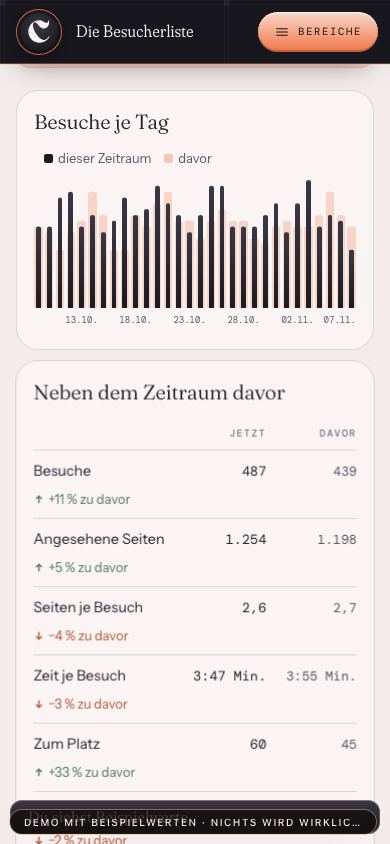 C Die Besucherliste
BEREICHE
Besuche je Tag
dieser Zeitraum davor
13.10. 18.10. 23.10. 28.10. 02.11. 07.11.
Neben dem Zeitraum davor
JETZT DAVOR
Besuche 487 439
↑ +11 % zu davor
Angesehene Seiten 1.254 1.198
↑ +5 % zu davor
Seiten je Besuch 2,6 2,7
↓ −4 % zu davor
Zeit je Besuch 3:47 Min. 3:55 Min.
↓ −3 % zu davor
Zum Platz 60 45
↑ +33 % zu davor
Du siehst Beispielwerte
DEMO MIT BEISPIELWERTEN · NICHTS WIRD WIRKLIC…
↓ −2 % zu davor